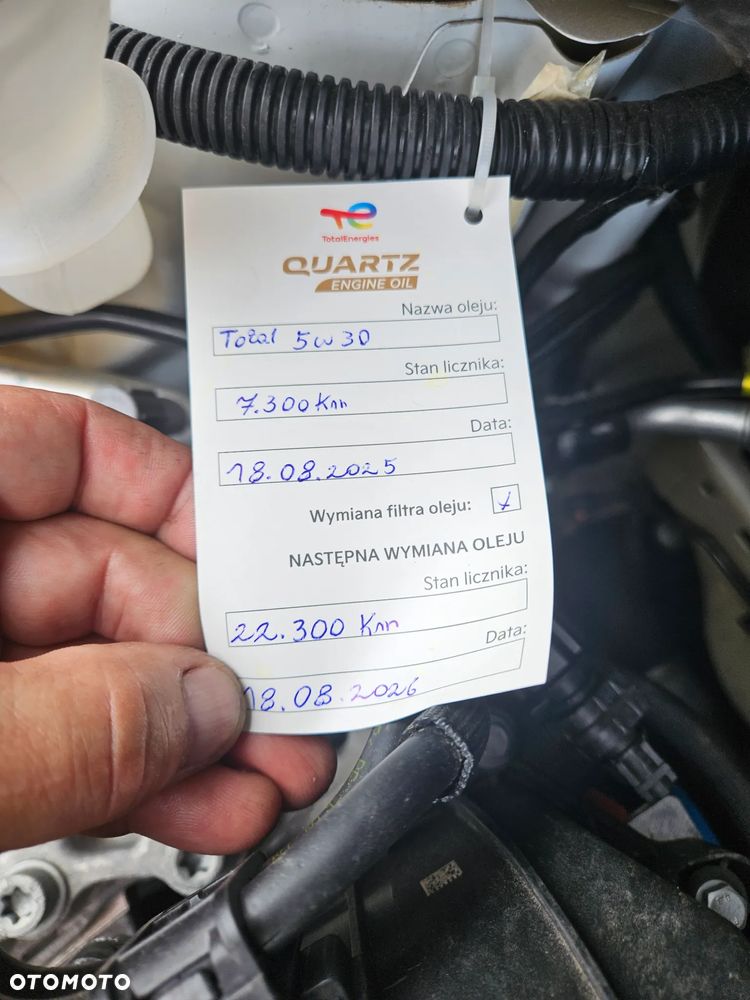 TotalEnergies
QUARTZ
ENGINE OIL
Nazwa oleju:
Total 5w30
Stan licznika:
7.300 Km
Data:
18.08.2025
Wymiana filtra oleju: x
NASTĘPNA WYMIANA OLEJU
Stan licznika:
22.300 Km
Data:
18.08.2026
OTOMOTO